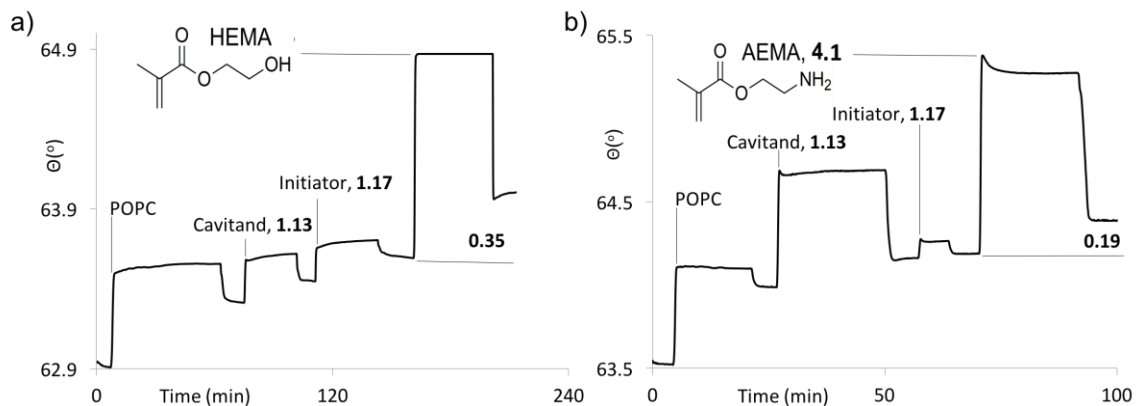 a)
64.9
63.9
62.9
Θ(°)
HEMA
O
O
OH
POPC
Cavitand, 1.13
Initiator, 1.17
0.35
0
Time (min)
120
240
b)
65.5
64.5
63.5
Θ(°)
AEMA, 4.1
O
O
NH2
Initiator, 1.17
Cavitand, 1.13
POPC
0.19
0
Time (min)
50
100